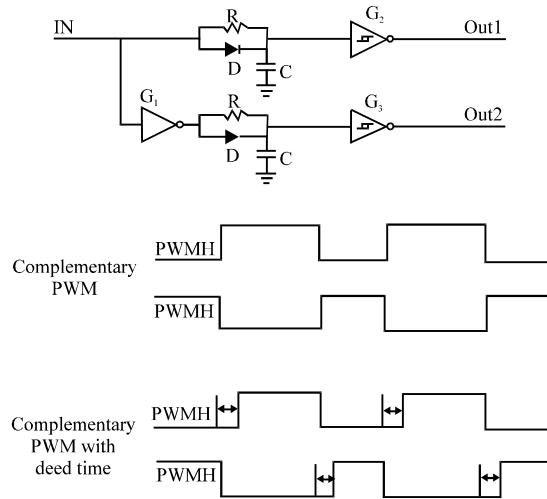 IN
R
D
C
G₂
Out1
G₁
R
D
C
G₃
Out2
Complementary
PWM
PWMH
PWMH
Complementary
PWM with
deed time
PWMH
PWMH